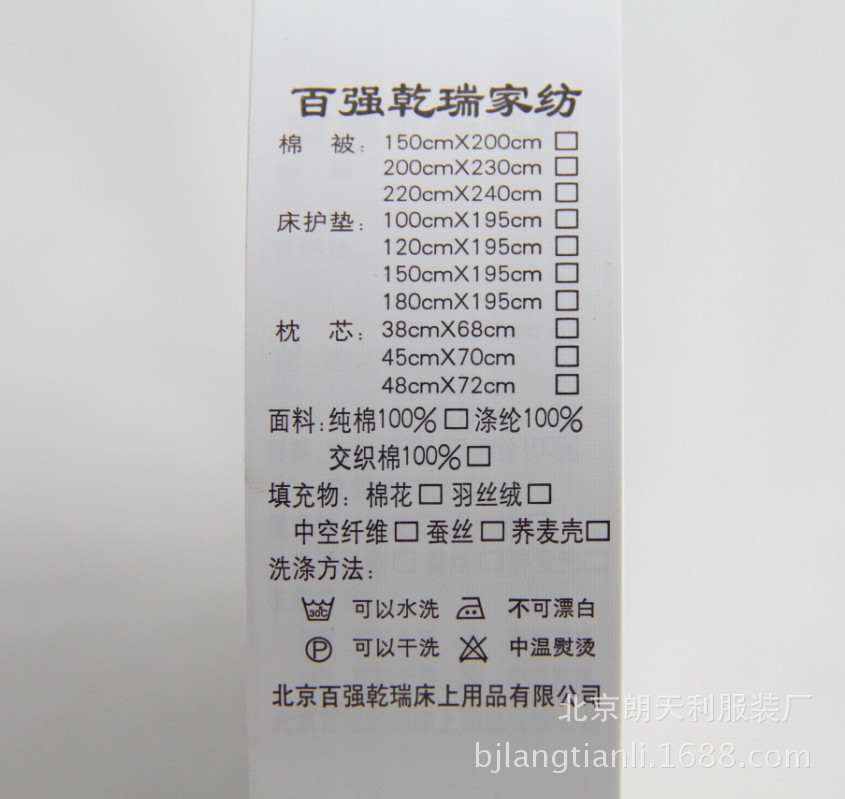 百强乾瑞家纺
棉 被：150cmX200cm □
200cmX230cm □
220cmX240cm □
床护垫：100cmX195cm □
120cmX195cm □
150cmX195cm □
180cmX195cm □
枕 芯：38cmX68cm □
45cmX70cm □
48cmX72cm □
面料：纯棉100% □ 涤纶100%
交织棉100% □
填充物：棉花 □ 羽丝绒 □
中空纤维 □ 蚕丝 □ 荞麦壳 □
洗涤方法：
30℃ 可以水洗 不可漂白
P 可以干洗 中温熨烫
北京百强乾瑞床上用品有限公司
北京朗天利服装厂
bjlangtianli.1688.com